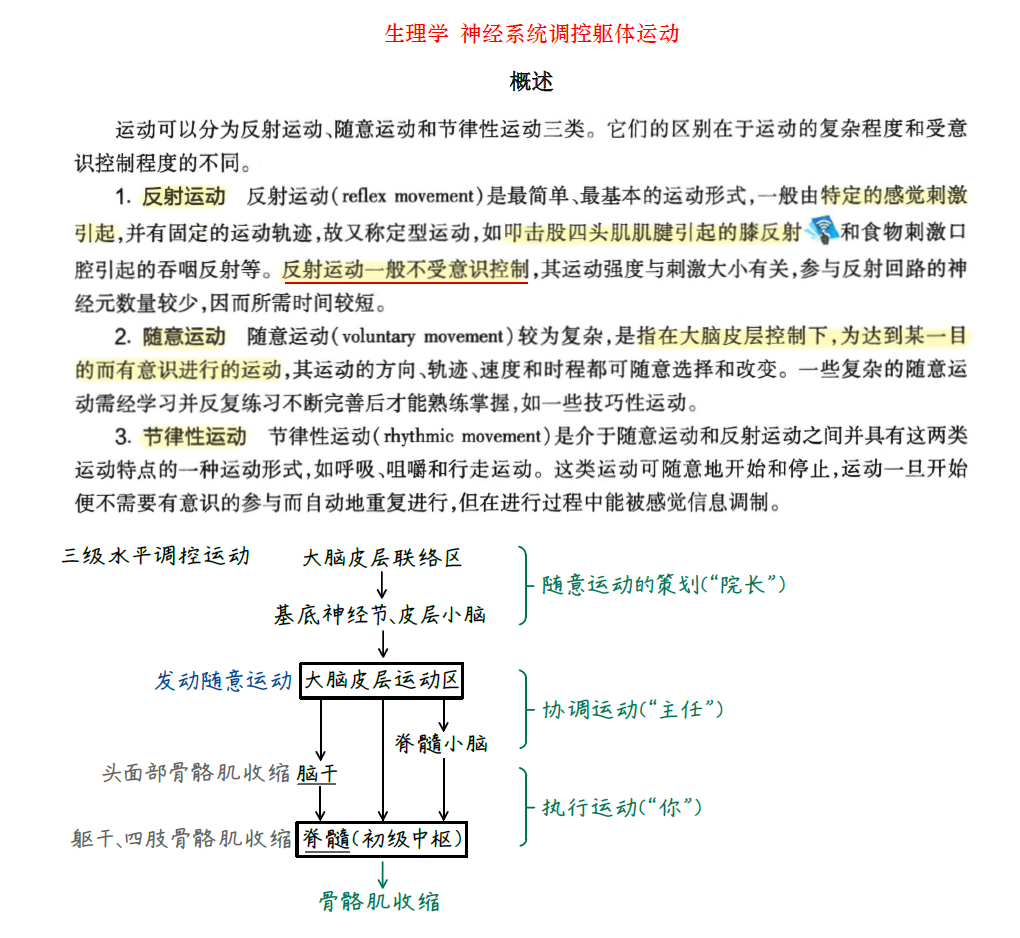 生理学 神经系统调控躯体运动
概述
运动可以分为反射运动、随意运动和节律性运动三类。它们的区别在于运动的复杂程度和受意
识控制程度的不同。
1. 反射运动 反射运动(reflex movement)是最简单、最基本的运动形式,一般由特定的感觉刺激
引起,并有固定的运动轨迹,故又称定型运动,如叩击股四头肌肌腱引起的膝反射和食物刺激口
腔引起的吞咽反射等。反射运动一般不受意识控制,其运动强度与刺激大小有关,参与反射回路的神
经元数量较少,因而所需时间较短。
2. 随意运动 随意运动(voluntary movement)较为复杂,是指在大脑皮层控制下,为达到某一目
的而有意识进行的运动,其运动的方向、轨迹、速度和时程都可随意选择和改变。一些复杂的随意运
动需经学习并反复练习不断完善后才能熟练掌握,如一些技巧性运动。
3. 节律性运动 节律性运动(rhythmic movement)是介于随意运动和反射运动之间并具有这两类
运动特点的一种运动形式,如呼吸、咀嚼和行走运动。这类运动可随意地开始和停止,运动一旦开始
便不需要有意识的参与而自动地重复进行,但在进行过程中能被感觉信息调制。
三级水平调控运动
大脑皮层联络区
随意运动的策划(“院长”)
基底神经节、皮层小脑
发动随意运动
大脑皮层运动区
协调运动(“主任”)
脊髓小脑
头面部骨骼肌收缩
脑干
执行运动(“你”)
躯干、四肢骨骼肌收缩
脊髓(初级中枢)
骨骼肌收缩